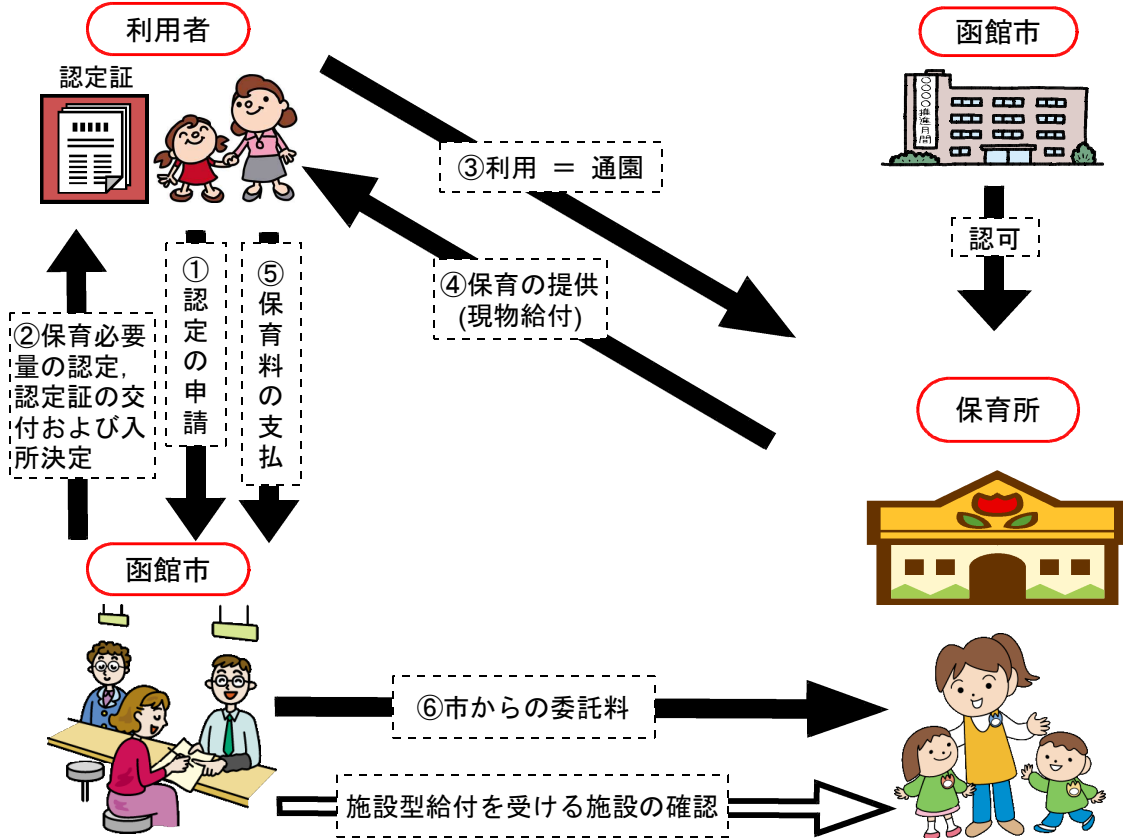 利用者
函館市
認定証
○○○○推進月間
③利用 ＝ 通園
認可
④保育の提供
(現物給付)
①認定の申請
⑤保育料の支払
②保育必要
量の認定，
認定証の交
付および入
所決定
保育所
函館市
⑥市からの委託料
施設型給付を受ける施設の確認